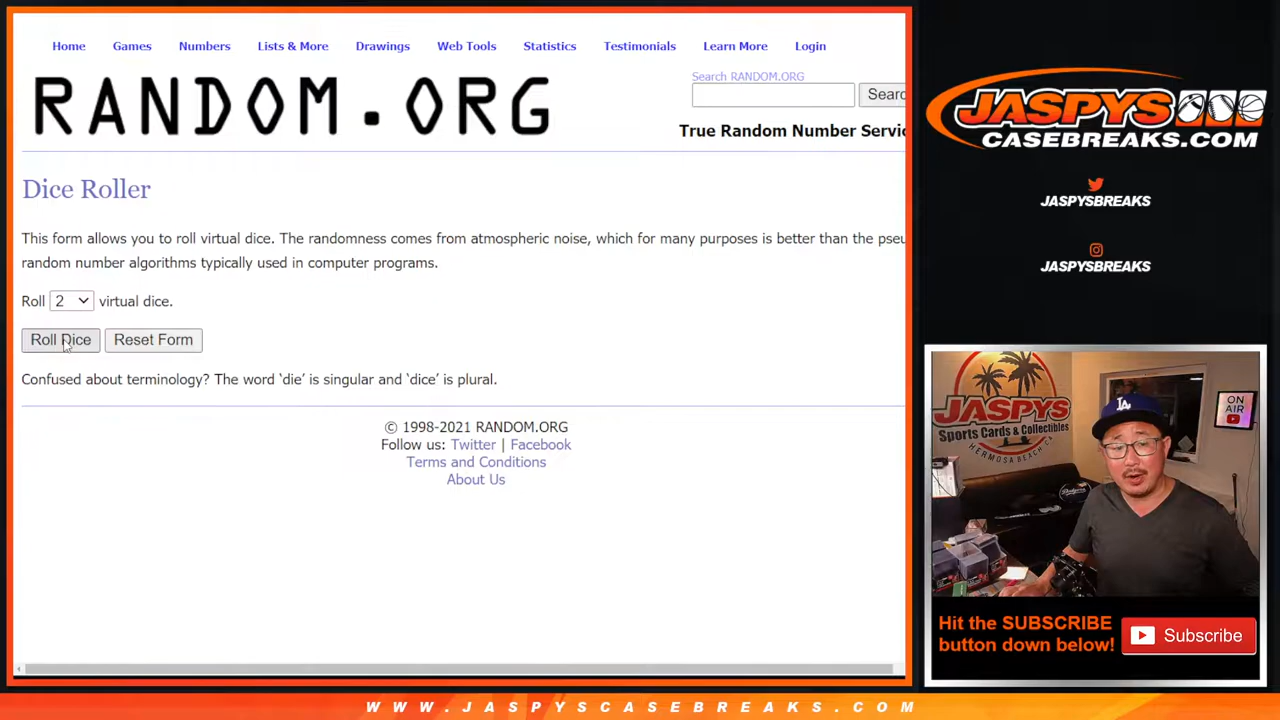 Home Games Numbers Lists & More Drawings Web Tools Statistics Testimonials Learn More Login
RANDOM.ORG
Search RANDOM.ORG
Searc
True Random Number Servic
Dice Roller
This form allows you to roll virtual dice. The randomness comes from atmospheric noise, which for many purposes is better than the pseu
random number algorithms typically used in computer programs.
Roll 2 virtual dice.
Roll Dice Reset Form
Confused about terminology? The word ‘die’ is singular and ‘dice’ is plural.
© 1998-2021 RANDOM.ORG
Follow us: Twitter | Facebook
Terms and Conditions
About Us
JASPYS
CASEBREAKS.COM
JASPYSBREAKS
JASPYSBREAKS
JASPYS
Sports Cards & Collectibles
HERMOSA BEACH CA
ON AIR
LA
Dodgers
Hit the SUBSCRIBE
button down below!
Subscribe
WWW.JASPYSCASEBREAKS.COM